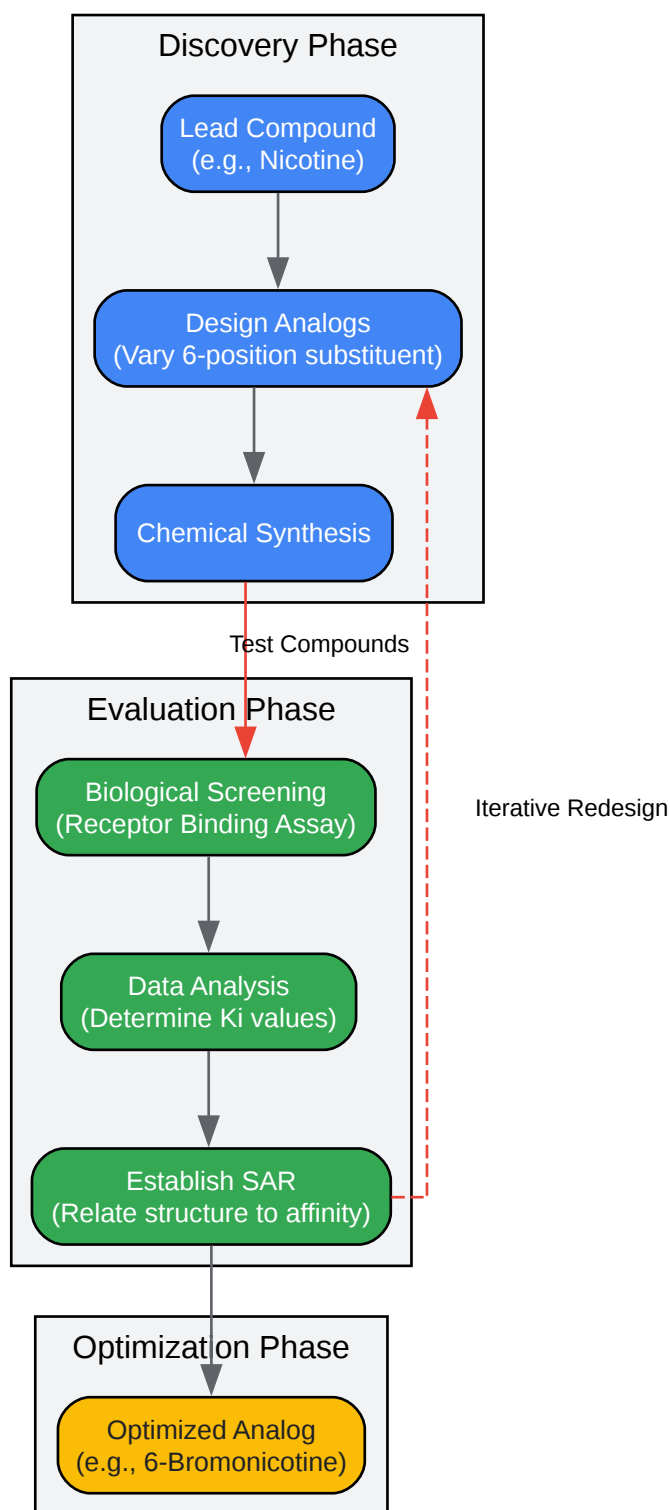 Discovery Phase
Lead Compound
(e.g., Nicotine)
Design Analogs
(Vary 6-position substituent)
Chemical Synthesis
Test Compounds
Evaluation Phase
Biological Screening
(Receptor Binding Assay)
Iterative Redesign
Data Analysis
(Determine Ki values)
Establish SAR
(Relate structure to affinity)
Optimization Phase
Optimized Analog
(e.g., 6-Bromonicotine)